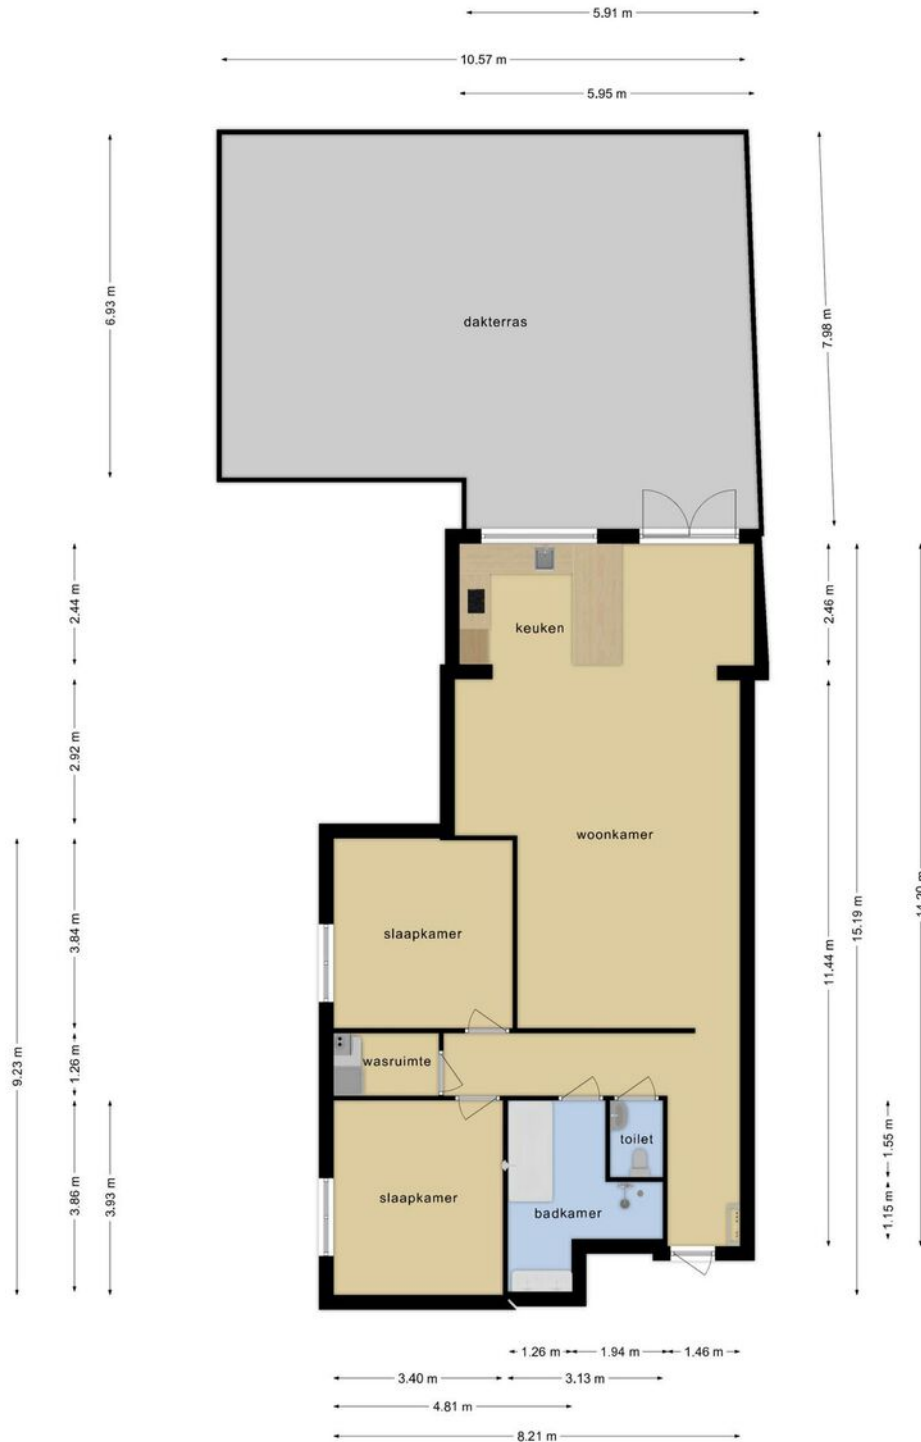 5.91 m
10.57 m
5.95 m
6.93 m
7.98 m
dakterras
2.44 m
keuken
2.46 m
2.92 m
woonkamer
3.84 m
slaapkamer
11.44 m
15.19 m
9.23 m
1.26 m
wasruimte
3.86 m
3.93 m
slaapkamer
badkamer
toilet
1.55 m
1.15 m
1.26 m
1.94 m
1.46 m
3.40 m
3.13 m
4.81 m
8.21 m